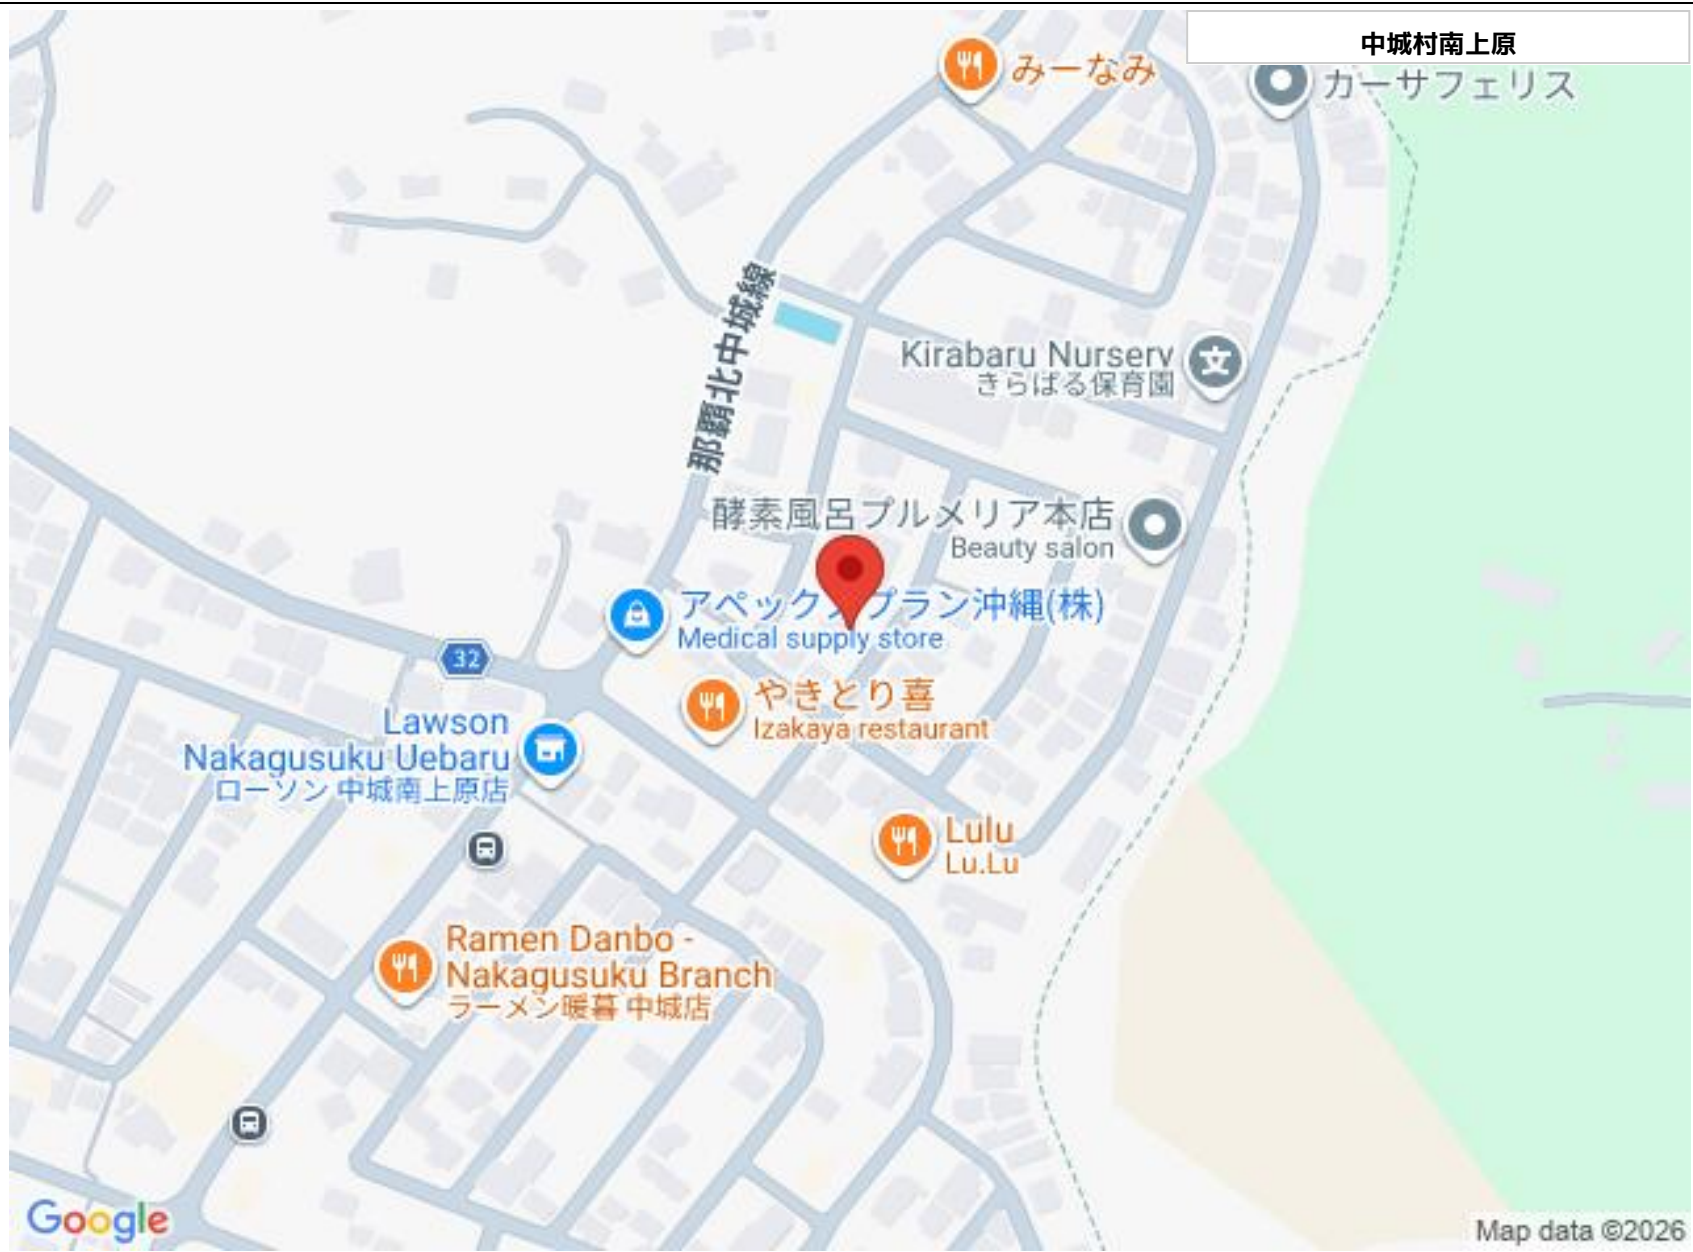 中城村南上原
みーなみ
カーサフェリス
那覇北中城線
Kirabaru Nursery
きらばる保育園
酵素風呂プルメリア本店
Beauty salon
アペックスプラン沖縄(株)
Medical supply store
32
やきとり喜
Izakaya restaurant
Lawson
Nakagusuku Uebaru
ローソン 中城南上原店
Lulu
Lu.Lu
Ramen Danbo -
Nakagusuku Branch
ラーメン暖暮 中城店
Google
Map data ©2026